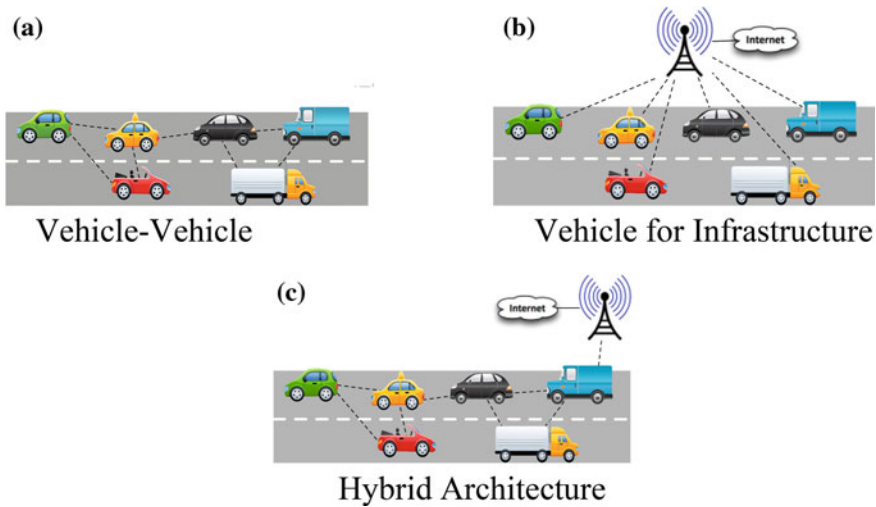 (a)
Vehicle-Vehicle
(b)
Internet
Vehicle for Infrastructure
(c)
Internet
Hybrid Architecture